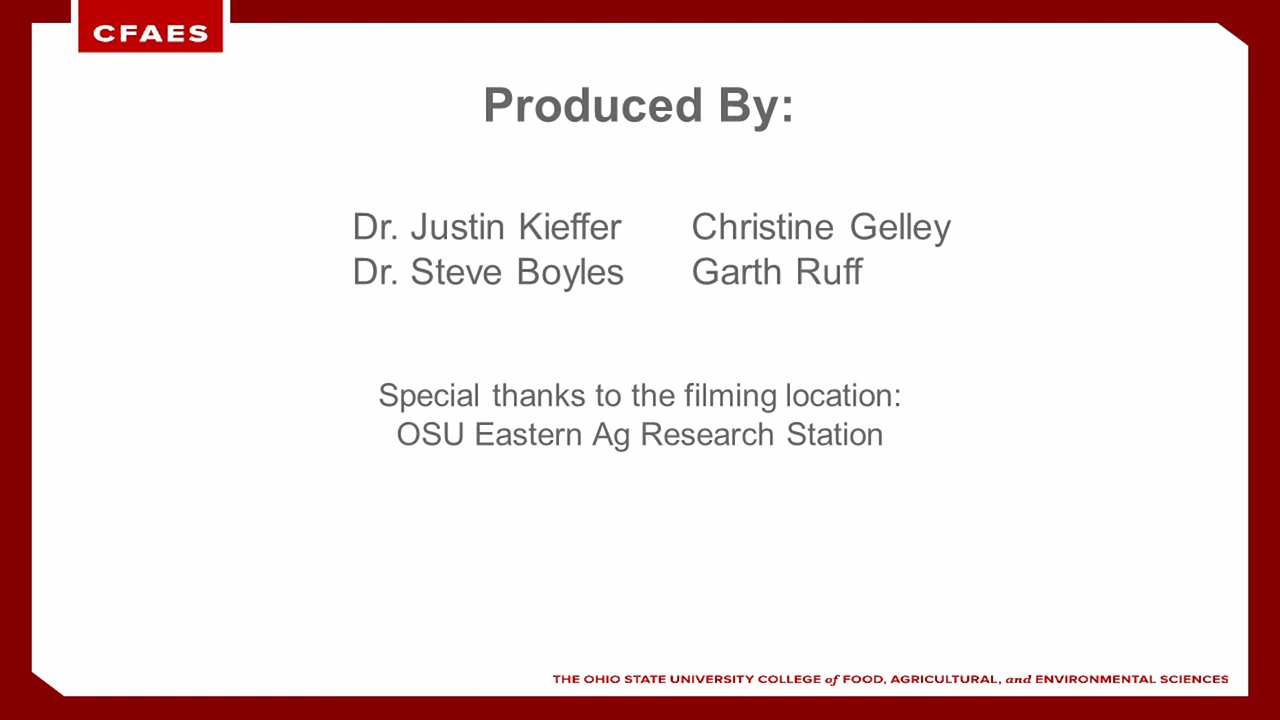 CFAES
Produced By:
Dr. Justin Kieffer Christine Gelley
Dr. Steve Boyles Garth Ruff
Special thanks to the filming location:
OSU Eastern Ag Research Station
THE OHIO STATE UNIVERSITY COLLEGE of FOOD, AGRICULTURAL, and ENVIRONMENTAL SCIENCES